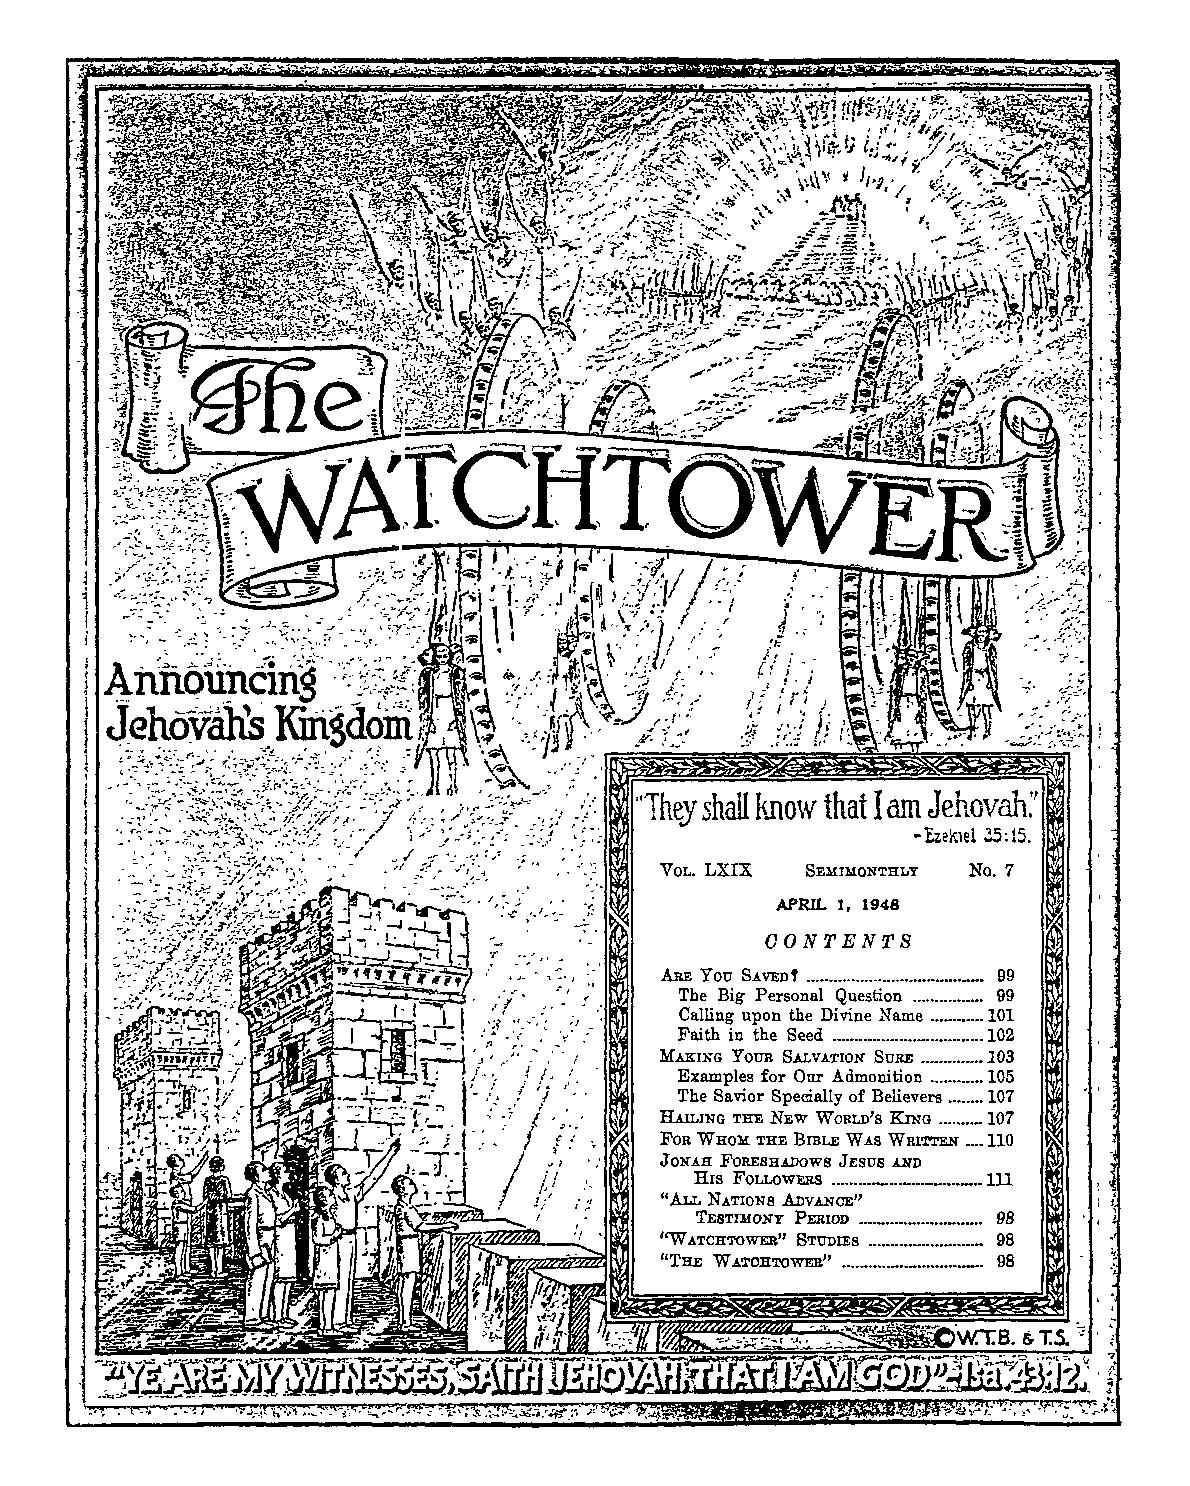 The
WATCHTOWER
Announcing
Jehovah's Kingdom
"They shall know that I am Jehovah."
-Ezekiel 35:15.
VOL. LXIX SEMIMONTHLY NO. 7
APRIL 1, 1948
CONTENTS
ARE YOU SAVED? ................................... 99
The Big Personal Question .............. 99
Calling upon the Divine Name ...........101
Faith in the Seed ...............................102
MAKING YOUR SALVATION SURE .............103
Examples for Our Admonition ...........105
The Savior Specially of Believers .......107
HAILING THE NEW WORLD'S KING .........107
FOR WHOM THE BIBLE WAS WRITTEN ....110
JONAH FORESHADOWS JESUS AND
HIS FOLLOWERS ...............................111
"ALL NATIONS ADVANCE"
TESTIMONY PERIOD ......................... 98
"WATCHTOWER" STUDIES ....................... 98
"THE WATCHTOWER" ............................ 98
©W.T.B. & T.S.
"YE ARE MY WITNESSES, SAITH JEHOVAH, THAT I AM GOD"-Isa. 43:12.